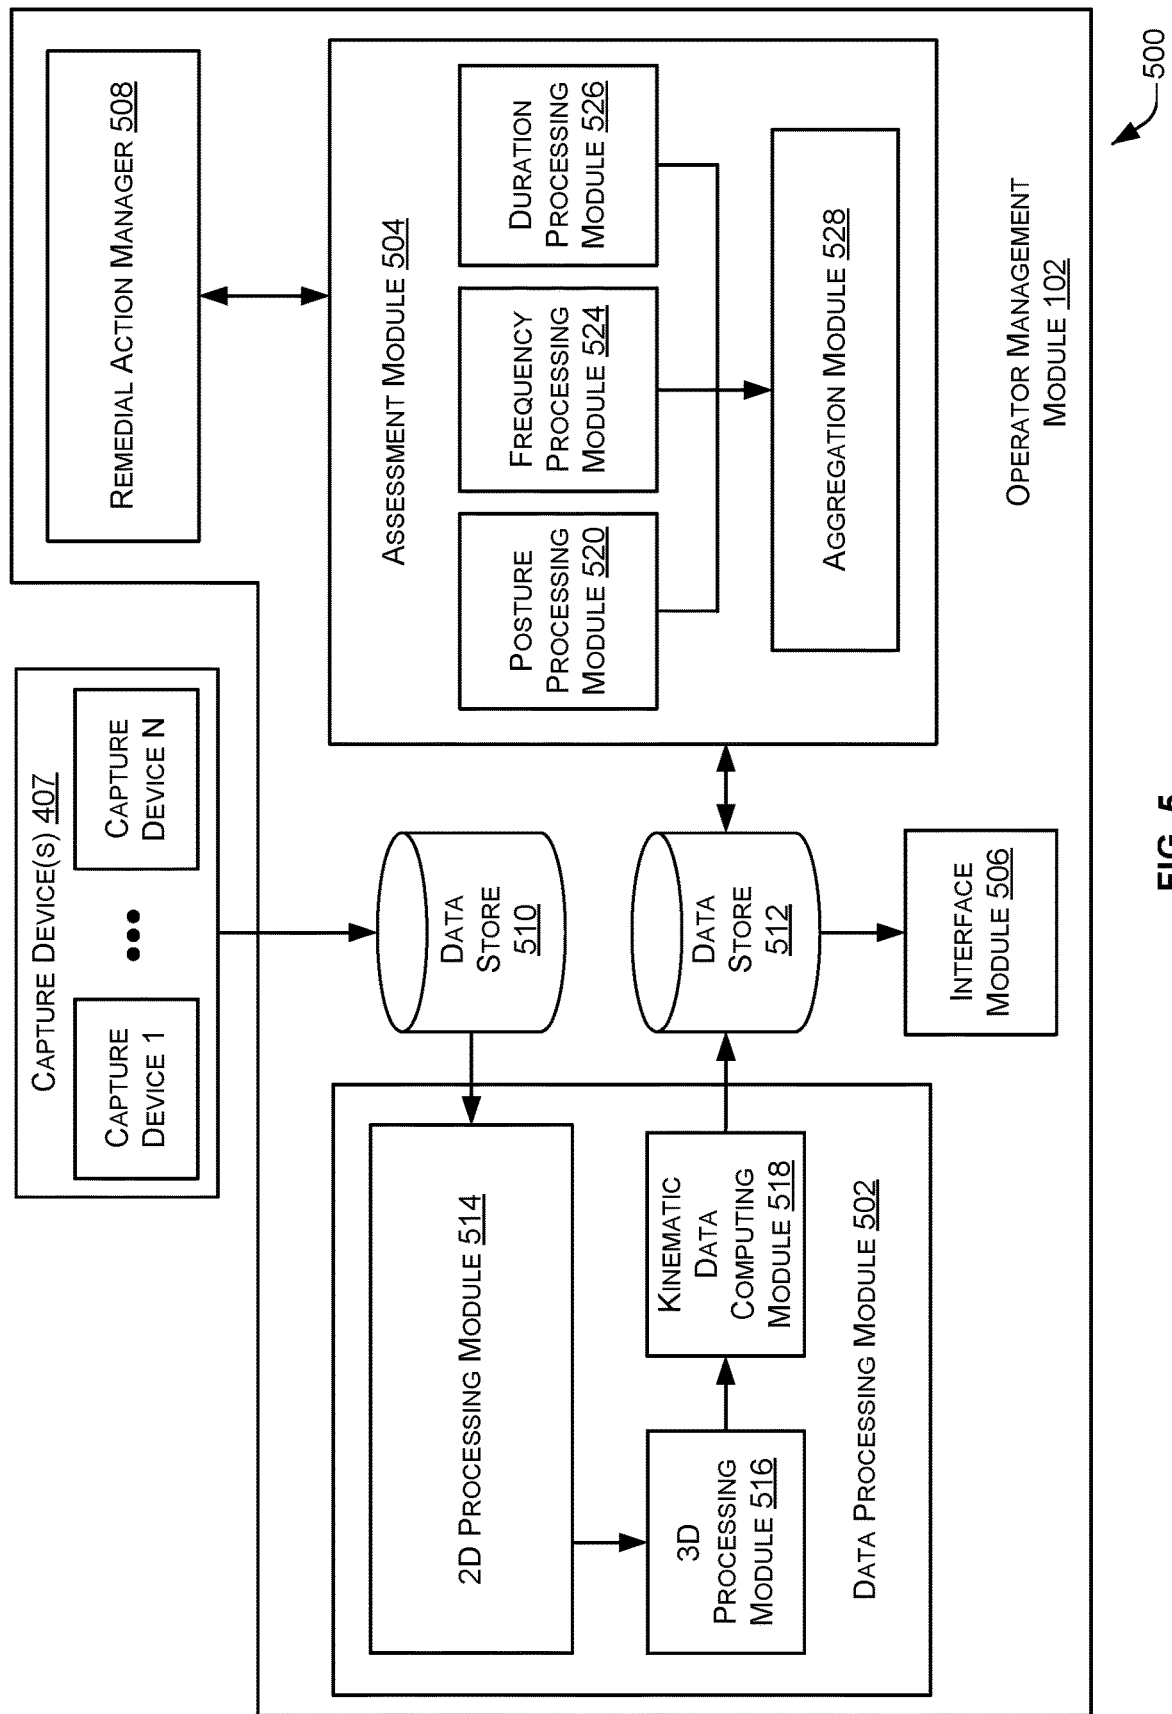 CAPTURE DEVICE(S) 407
CAPTURE
DEVICE 1
•••
CAPTURE
DEVICE N
REMEDIAL ACTION MANAGER 508
DATA
STORE
510
2D PROCESSING MODULE 514
3D
PROCESSING
MODULE 516
KINEMATIC
DATA
COMPUTING
MODULE 518
DATA PROCESSING MODULE 502
DATA
STORE
512
INTERFACE
MODULE 506
ASSESSMENT MODULE 504
POSTURE
PROCESSING
MODULE 520
FREQUENCY
PROCESSING
MODULE 524
DURATION
PROCESSING
MODULE 526
AGGREGATION MODULE 528
OPERATOR MANAGEMENT
MODULE 102
500
FIG. 5